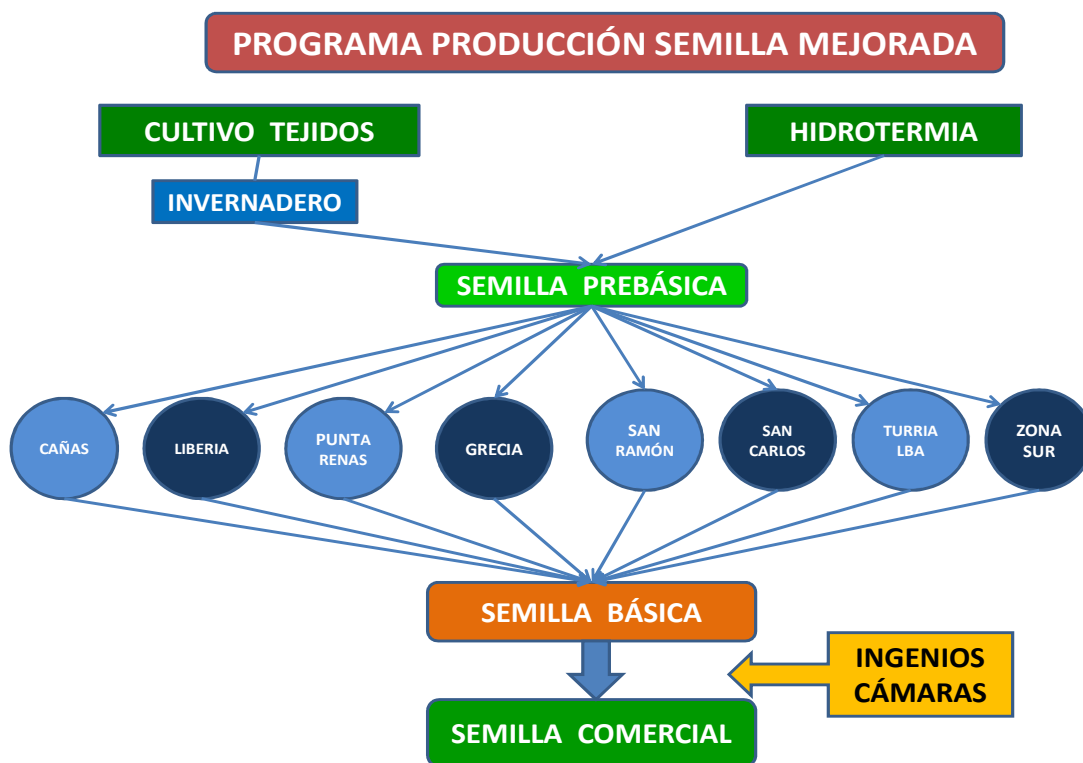 PROGRAMA PRODUCCIÓN SEMILLA MEJORADA
CULTIVO TEJIDOS
HIDROTERMIA
INVERNADERO
SEMILLA PREBÁSICA
CAÑAS
LIBERIA
PUNTA
RENAS
GRECIA
SAN
RAMÓN
SAN
CARLOS
TURRIA
LBA
ZONA
SUR
SEMILLA BÁSICA
INGENIOS
CÁMARAS
SEMILLA COMERCIAL